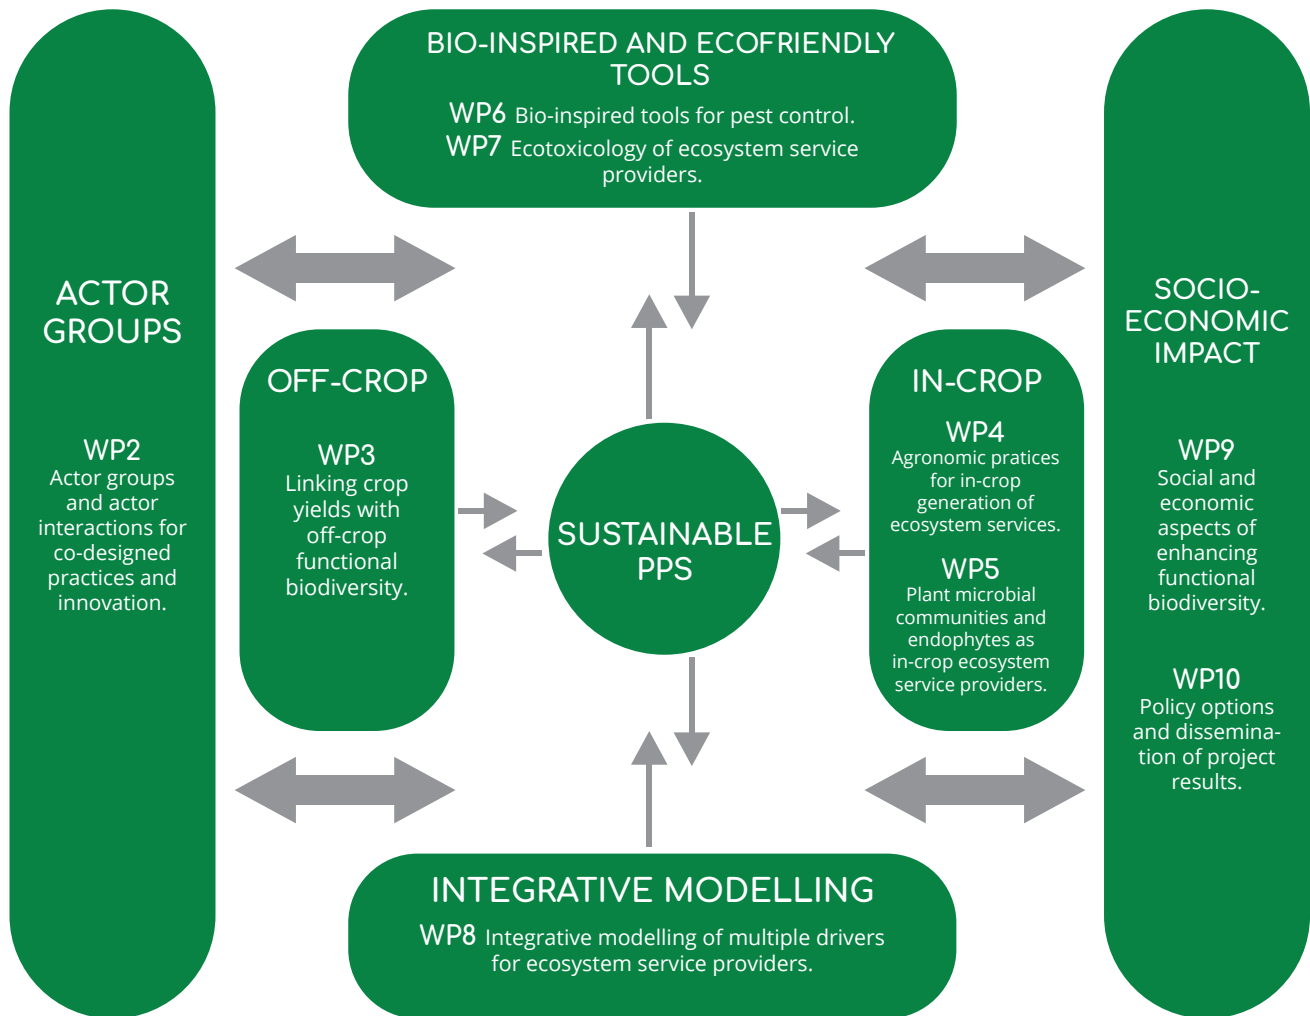 BIO-INSPIRED AND ECOFRIENDLY
TOOLS
WP6 Bio-inspired tools for pest control.
WP7 Ecotoxicology of ecosystem service
providers.
ACTOR
GROUPS
WP2
Actor groups
and actor
interactions for
co-designed
practices and
innovation.
OFF-CROP
WP3
Linking crop
yields with
off-crop
functional
biodiversity.
SUSTAINABLE
PPS
IN-CROP
WP4
Agronomic pratices
for in-crop
generation of
ecosystem services.
WP5
Plant microbial
communities and
endophytes as
in-crop ecosystem
service providers.
SOCIO-
ECONOMIC
IMPACT
WP9
Social and
economic
aspects of
enhancing
functional
biodiversity.
WP10
Policy options
and dissemina-
tion of project
results.
INTEGRATIVE MODELLING
WP8 Integrative modelling of multiple drivers
for ecosystem service providers.